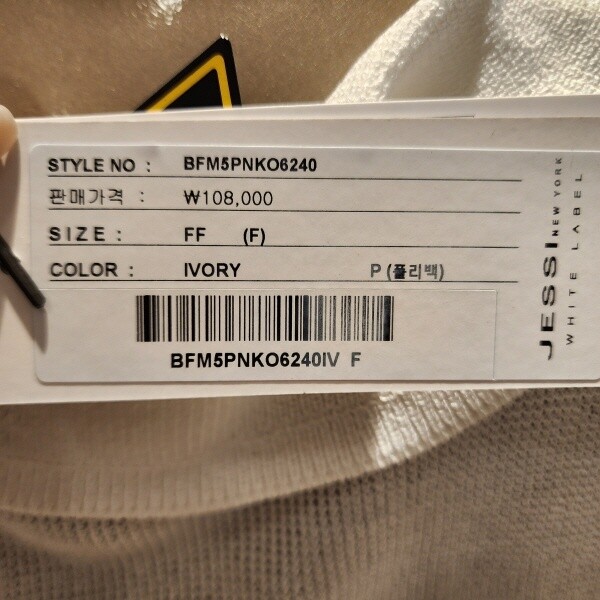 STYLE NO : BFM5PNKO6240
판매가격 : ₩108,000
SIZE : FF (F)
COLOR : IVORY P (폴리백)
BFM5PNKO6240IV F
JESSI NEW YORK
WHITE LABEL